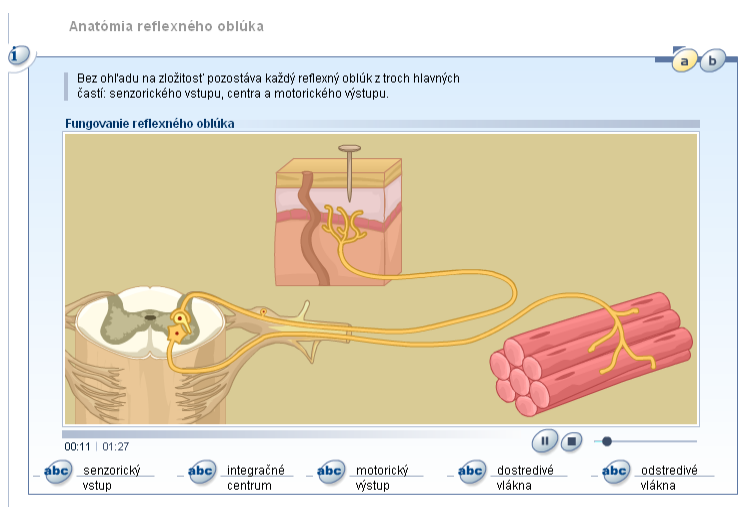 Anatómia reflexného oblúka
i
a b
Bez ohľadu na zložitosť pozostáva každý reflexný oblúk z troch hlavných
častí: senzorického vstupu, centra a motorického výstupu.
Fungovanie reflexného oblúka
00:11 | 01:27
abc senzorický vstup
abc integračné centrum
abc motorický výstup
abc dostredivé vlákna
abc odstredivé vlákna